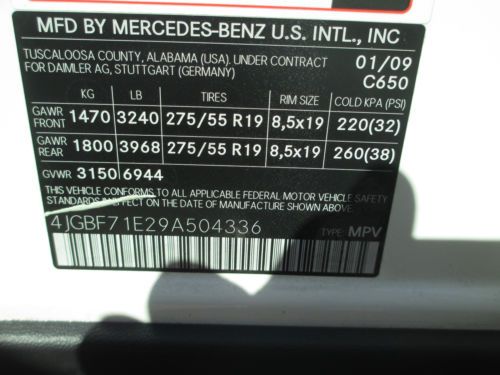 MFD BY MERCEDES-BENZ U.S. INTL., INC
TUSCALOOSA COUNTY, ALABAMA (USA). UNDER CONTRACT 01/09
FOR DAIMLER AG, STUTTGART (GERMANY) C650
KG LB TIRES RIM SIZE COLD KPA (PSI)
GAWR FRONT 1470 3240 275/55 R19 8,5x19 220(32)
GAWR REAR 1800 3968 275/55 R19 8,5x19 260(38)
GVWR 3150 6944
THIS VEHICLE CONFORMS TO ALL APPLICABLE FEDERAL MOTOR VEHICLE SAFETY
STANDARDS IN EFFECT ON THE DATE OF MANUFACTURE SHOWN ABOVE
4JGBF71E29A504336 TYPE: MPV